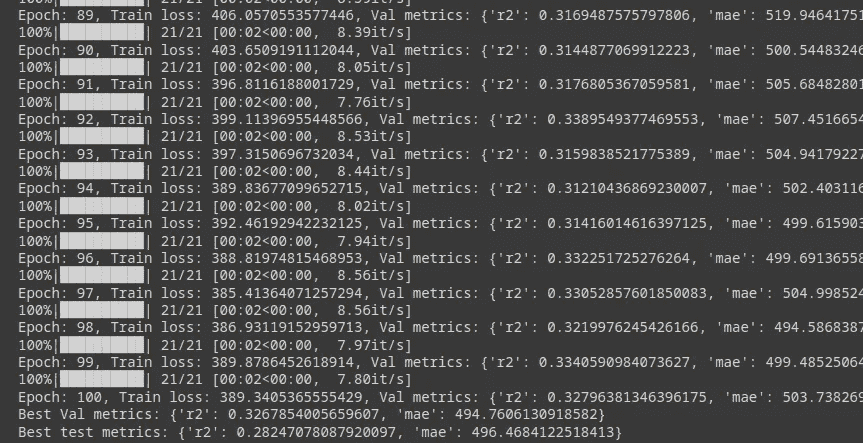 100%|██████████| 21/21 [00:02<00:00, 8.59it/s]
Epoch: 89, Train loss: 406.0570553577446, Val metrics: {'r2': 0.3169487575797806, 'mae': 519.94641751
100%|██████████| 21/21 [00:02<00:00, 8.39it/s]
Epoch: 90, Train loss: 403.6509191112044, Val metrics: {'r2': 0.3144877069912223, 'mae': 500.54483246
100%|██████████| 21/21 [00:02<00:00, 8.05it/s]
Epoch: 91, Train loss: 396.8116188001729, Val metrics: {'r2': 0.3176805367059581, 'mae': 505.68482801
100%|██████████| 21/21 [00:02<00:00, 7.76it/s]
Epoch: 92, Train loss: 399.11396955448566, Val metrics: {'r2': 0.3389549377469553, 'mae': 507.4516654
100%|██████████| 21/21 [00:02<00:00, 8.53it/s]
Epoch: 93, Train loss: 397.3150696732034, Val metrics: {'r2': 0.3159838521775389, 'mae': 504.94179227
100%|██████████| 21/21 [00:02<00:00, 8.44it/s]
Epoch: 94, Train loss: 389.83677099652715, Val metrics: {'r2': 0.31210436869230007, 'mae': 502.403116
100%|██████████| 21/21 [00:02<00:00, 8.02it/s]
Epoch: 95, Train loss: 392.46192942232125, Val metrics: {'r2': 0.31416014616397125, 'mae': 499.615903
100%|██████████| 21/21 [00:02<00:00, 7.94it/s]
Epoch: 96, Train loss: 388.81974815468953, Val metrics: {'r2': 0.332251725276264, 'mae': 499.69136558
100%|██████████| 21/21 [00:02<00:00, 8.56it/s]
Epoch: 97, Train loss: 385.41364071257294, Val metrics: {'r2': 0.33052857601850083, 'mae': 504.998524
100%|██████████| 21/21 [00:02<00:00, 8.56it/s]
Epoch: 98, Train loss: 386.93119152959713, Val metrics: {'r2': 0.3219976245426166, 'mae': 494.5868387
100%|██████████| 21/21 [00:02<00:00, 7.97it/s]
Epoch: 99, Train loss: 389.8786452618914, Val metrics: {'r2': 0.3340590984073627, 'mae': 499.48525064
100%|██████████| 21/21 [00:02<00:00, 7.80it/s]
Epoch: 100, Train loss: 389.3405365555429, Val metrics: {'r2': 0.32796381346396175, 'mae': 503.738269
Best Val metrics: {'r2': 0.3267854005659607, 'mae': 494.7606130918582}
Best test metrics: {'r2': 0.28247078087920097, 'mae': 496.4684122518413}